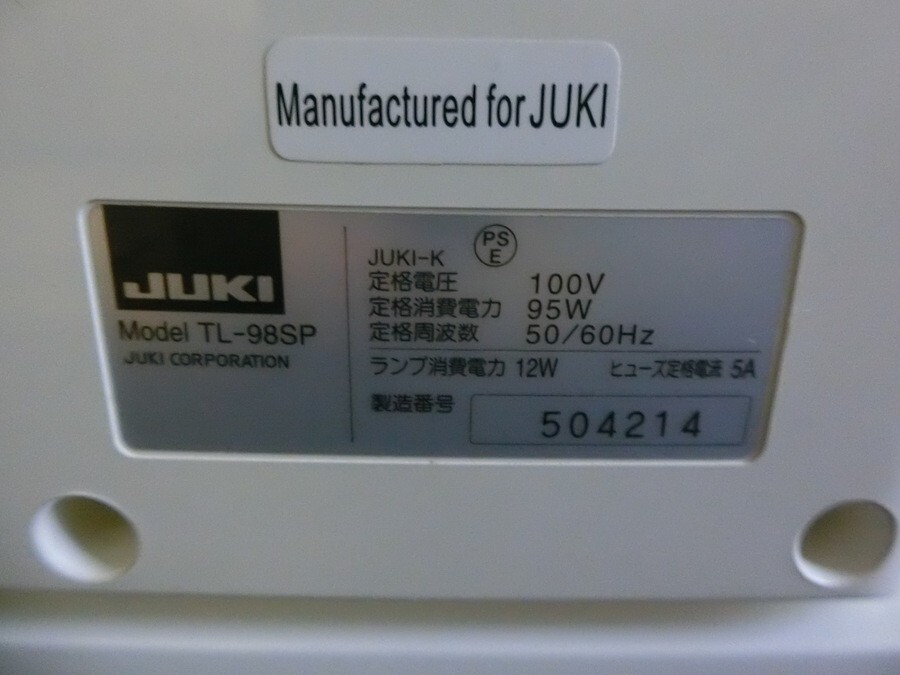 Manufactured for JUKI
JUKI
Model TL-98SP
JUKI CORPORATION
JUKI-K
PS
E
定格電圧 100V
定格消費電力 95W
定格周波数 50/60Hz
ランプ消費電力 12W ヒューズ定格電流 5A
製造番号 504214